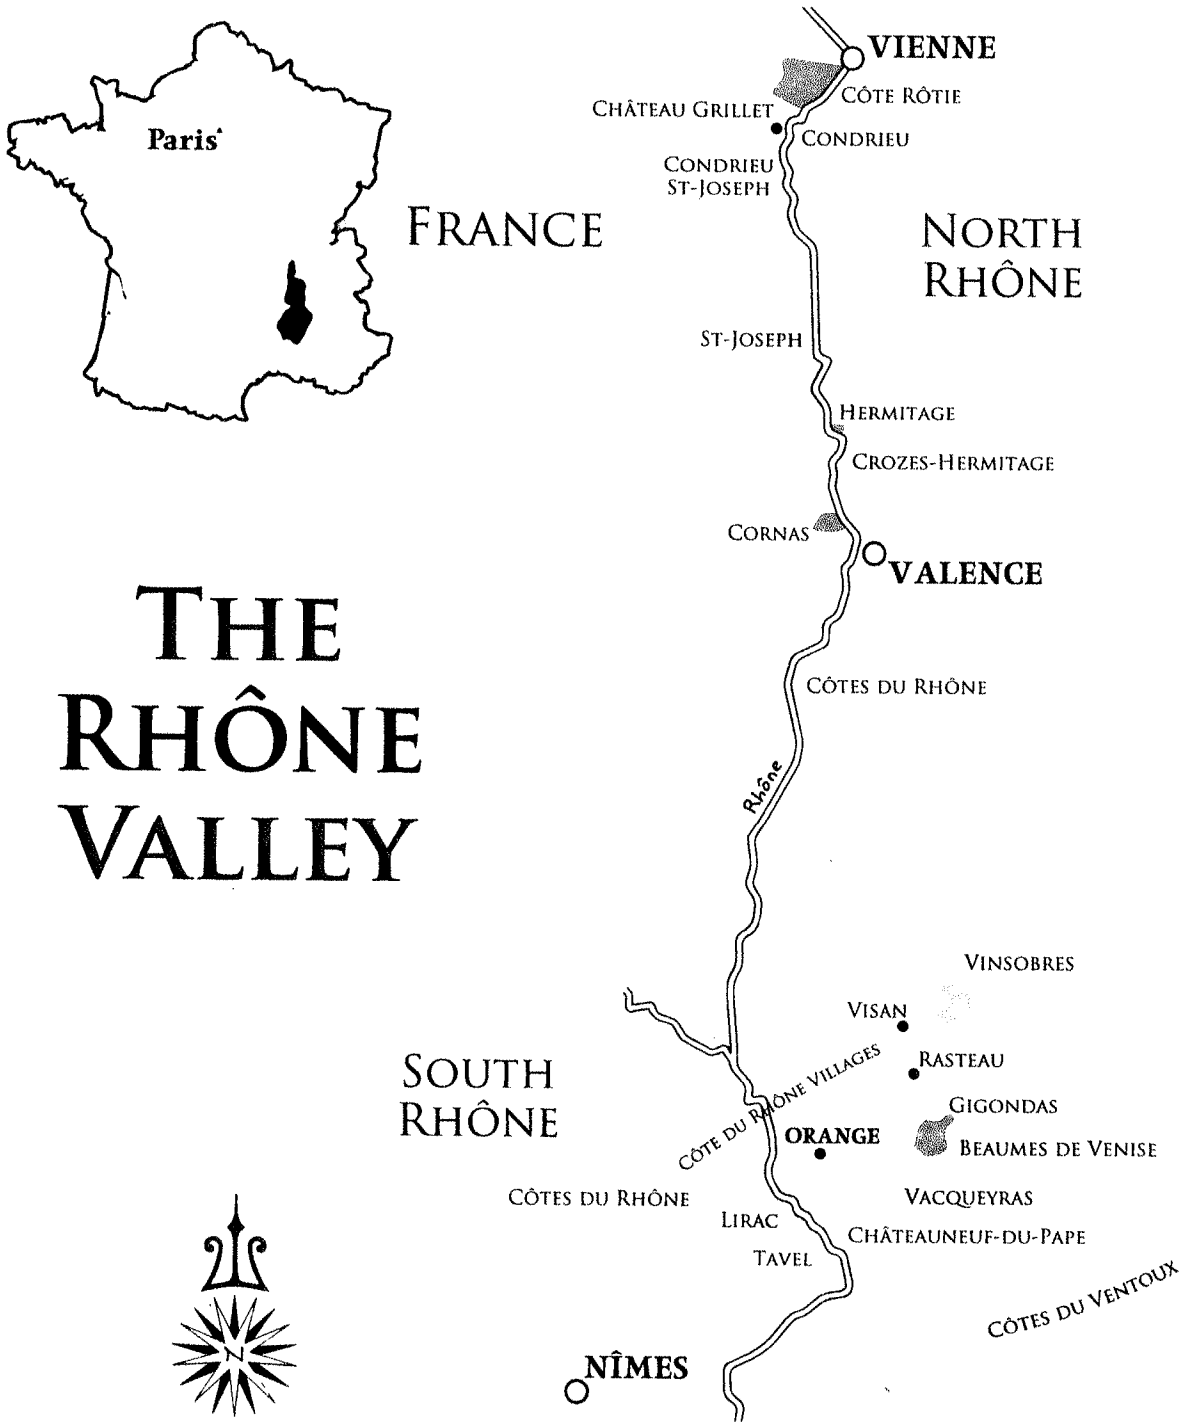 VIENNE
CÔTE RÔTIE
CHÂTEAU GRILLET
CONDRIEU
CONDRIEU
ST-JOSEPH
Paris
FRANCE
NORTH
RHÔNE
ST-JOSEPH
HERMITAGE
CROZES-HERMITAGE
CORNAS
VALENCE
THE
RHÔNE
VALLEY
CÔTES DU RHÔNE
Rhône
VINSOBRES
VISAN
RASTEAU
SOUTH
RHÔNE
CÔTE DU RHÔNE VILLAGES
GIGONDAS
ORANGE
BEAUMES DE VENISE
CÔTES DU RHÔNE
VACQUEYRAS
LIRAC
CHÂTEAUNEUF-DU-PAPE
TAVEL
CÔTES DU VENTOUX
N
NÎMES